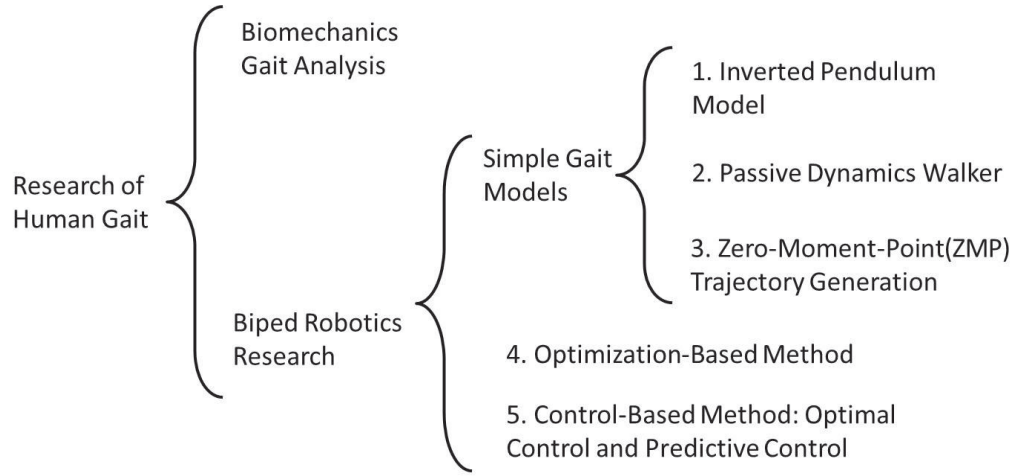 Research of
Human Gait
Biomechanics
Gait Analysis
Biped Robotics
Research
Simple Gait
Models
1. Inverted Pendulum
Model
2. Passive Dynamics Walker
3. Zero-Moment-Point(ZMP)
Trajectory Generation
4. Optimization-Based Method
5. Control-Based Method: Optimal
Control and Predictive Control